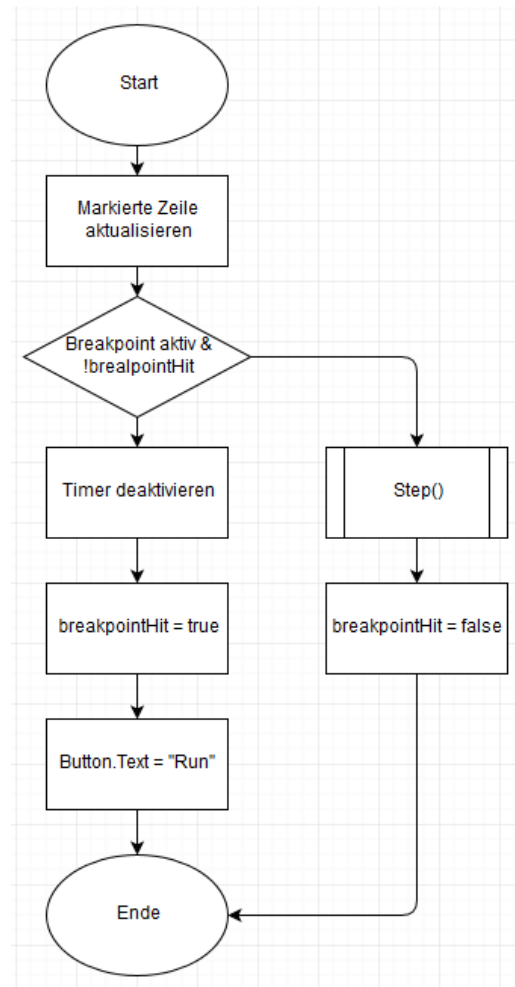 Start
Markierte Zeile
aktualisieren
Breakpoint aktiv &
!brealpointHit
Timer deaktivieren
Step()
breakpointHit = true
breakpointHit = false
Button.Text = "Run"
Ende